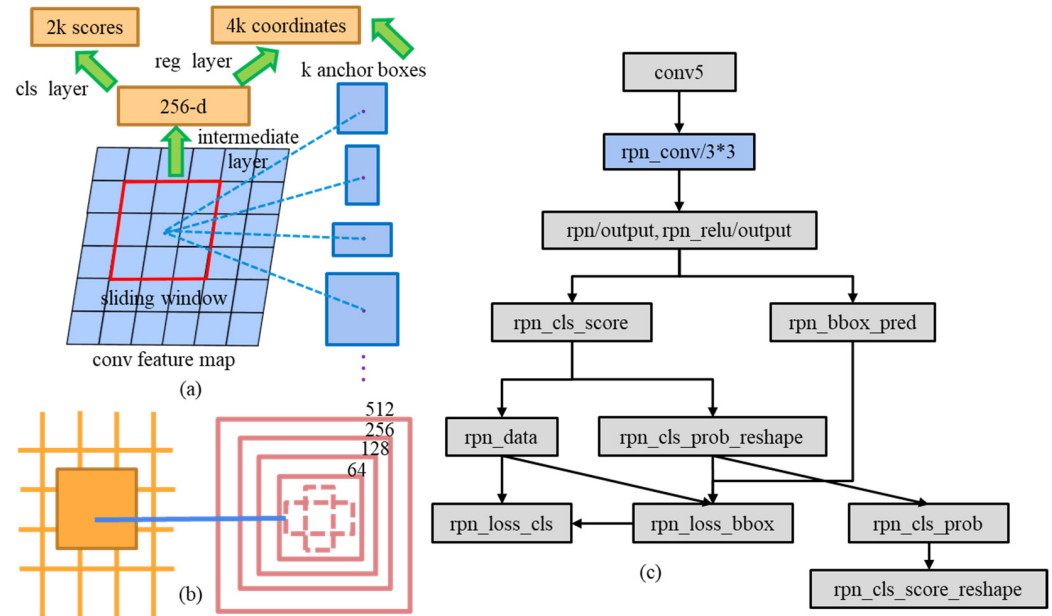 2k scores
4k coordinates
cls layer
reg layer
k anchor boxes
256-d
intermediate
layer
sliding window
conv feature map
(a)
512
256
128
64
(b)
conv5
rpn_conv/3*3
rpn/output, rpn_relu/output
rpn_cls_score
rpn_bbox_pred
rpn_data
rpn_cls_prob_reshape
rpn_loss_cls
rpn_loss_bbox
rpn_cls_prob
rpn_cls_score_reshape
(c)